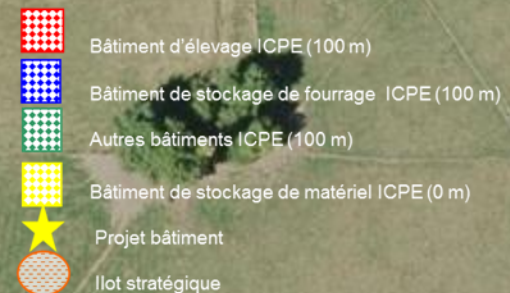 Bâtiment d'élevage ICPE (100 m)
Bâtiment de stockage de fourrage ICPE (100 m)
Autres bâtiments ICPE (100 m)
Bâtiment de stockage de matériel ICPE (0 m)
Projet bâtiment
Ilot stratégique